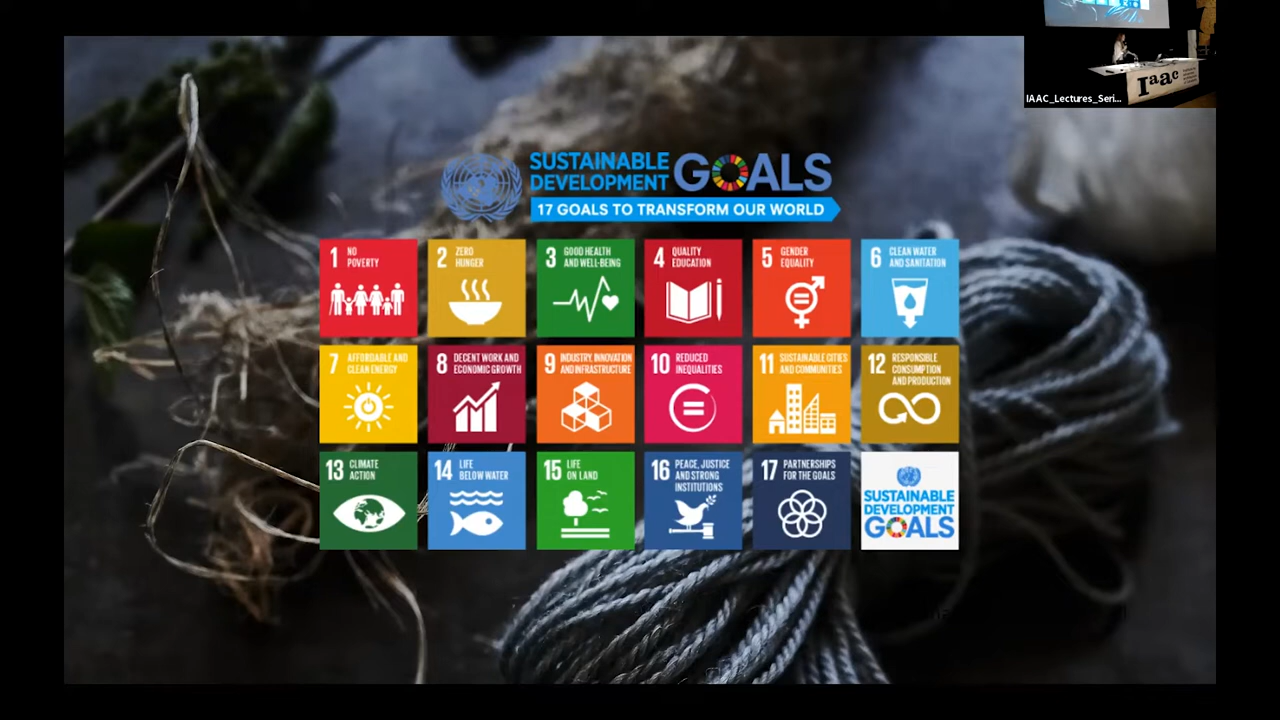 Iaac
IAAC_Lectures_Seri...
SUSTAINABLE
DEVELOPMENT
GOALS
17 GOALS TO TRANSFORM OUR WORLD
1 NO
POVERTY
2 ZERO
HUNGER
3 GOOD HEALTH
AND WELL-BEING
4 QUALITY
EDUCATION
5 GENDER
EQUALITY
6 CLEAN WATER
AND SANITATION
7 AFFORDABLE AND
CLEAN ENERGY
8 DECENT WORK AND
ECONOMIC GROWTH
9 INDUSTRY, INNOVATION
AND INFRASTRUCTURE
10 REDUCED
INEQUALITIES
11 SUSTAINABLE CITIES
AND COMMUNITIES
12 RESPONSIBLE
CONSUMPTION
AND PRODUCTION
13 CLIMATE
ACTION
14 LIFE
BELOW WATER
15 LIFE
ON LAND
16 PEACE, JUSTICE
AND STRONG
INSTITUTIONS
17 PARTNERSHIPS
FOR THE GOALS
SUSTAINABLE
DEVELOPMENT
GOALS